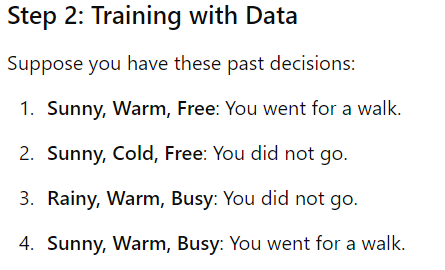 Step 2: Training with Data
Suppose you have these past decisions:
1. Sunny, Warm, Free: You went for a walk.
2. Sunny, Cold, Free: You did not go.
3. Rainy, Warm, Busy: You did not go.
4. Sunny, Warm, Busy: You went for a walk.